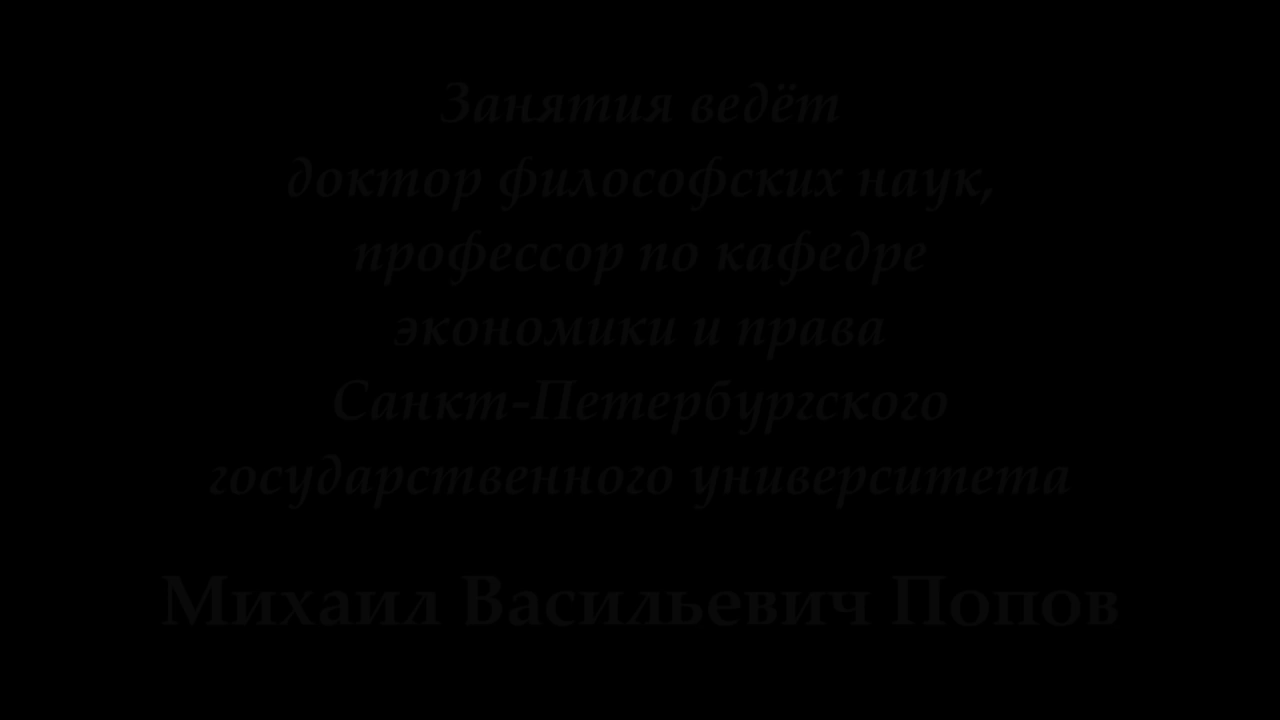 Занятия ведёт
доктор философских наук,
профессор по кафедре
экономики и права
Санкт-Петербургского
государственного университета
Михаил Васильевич Попов